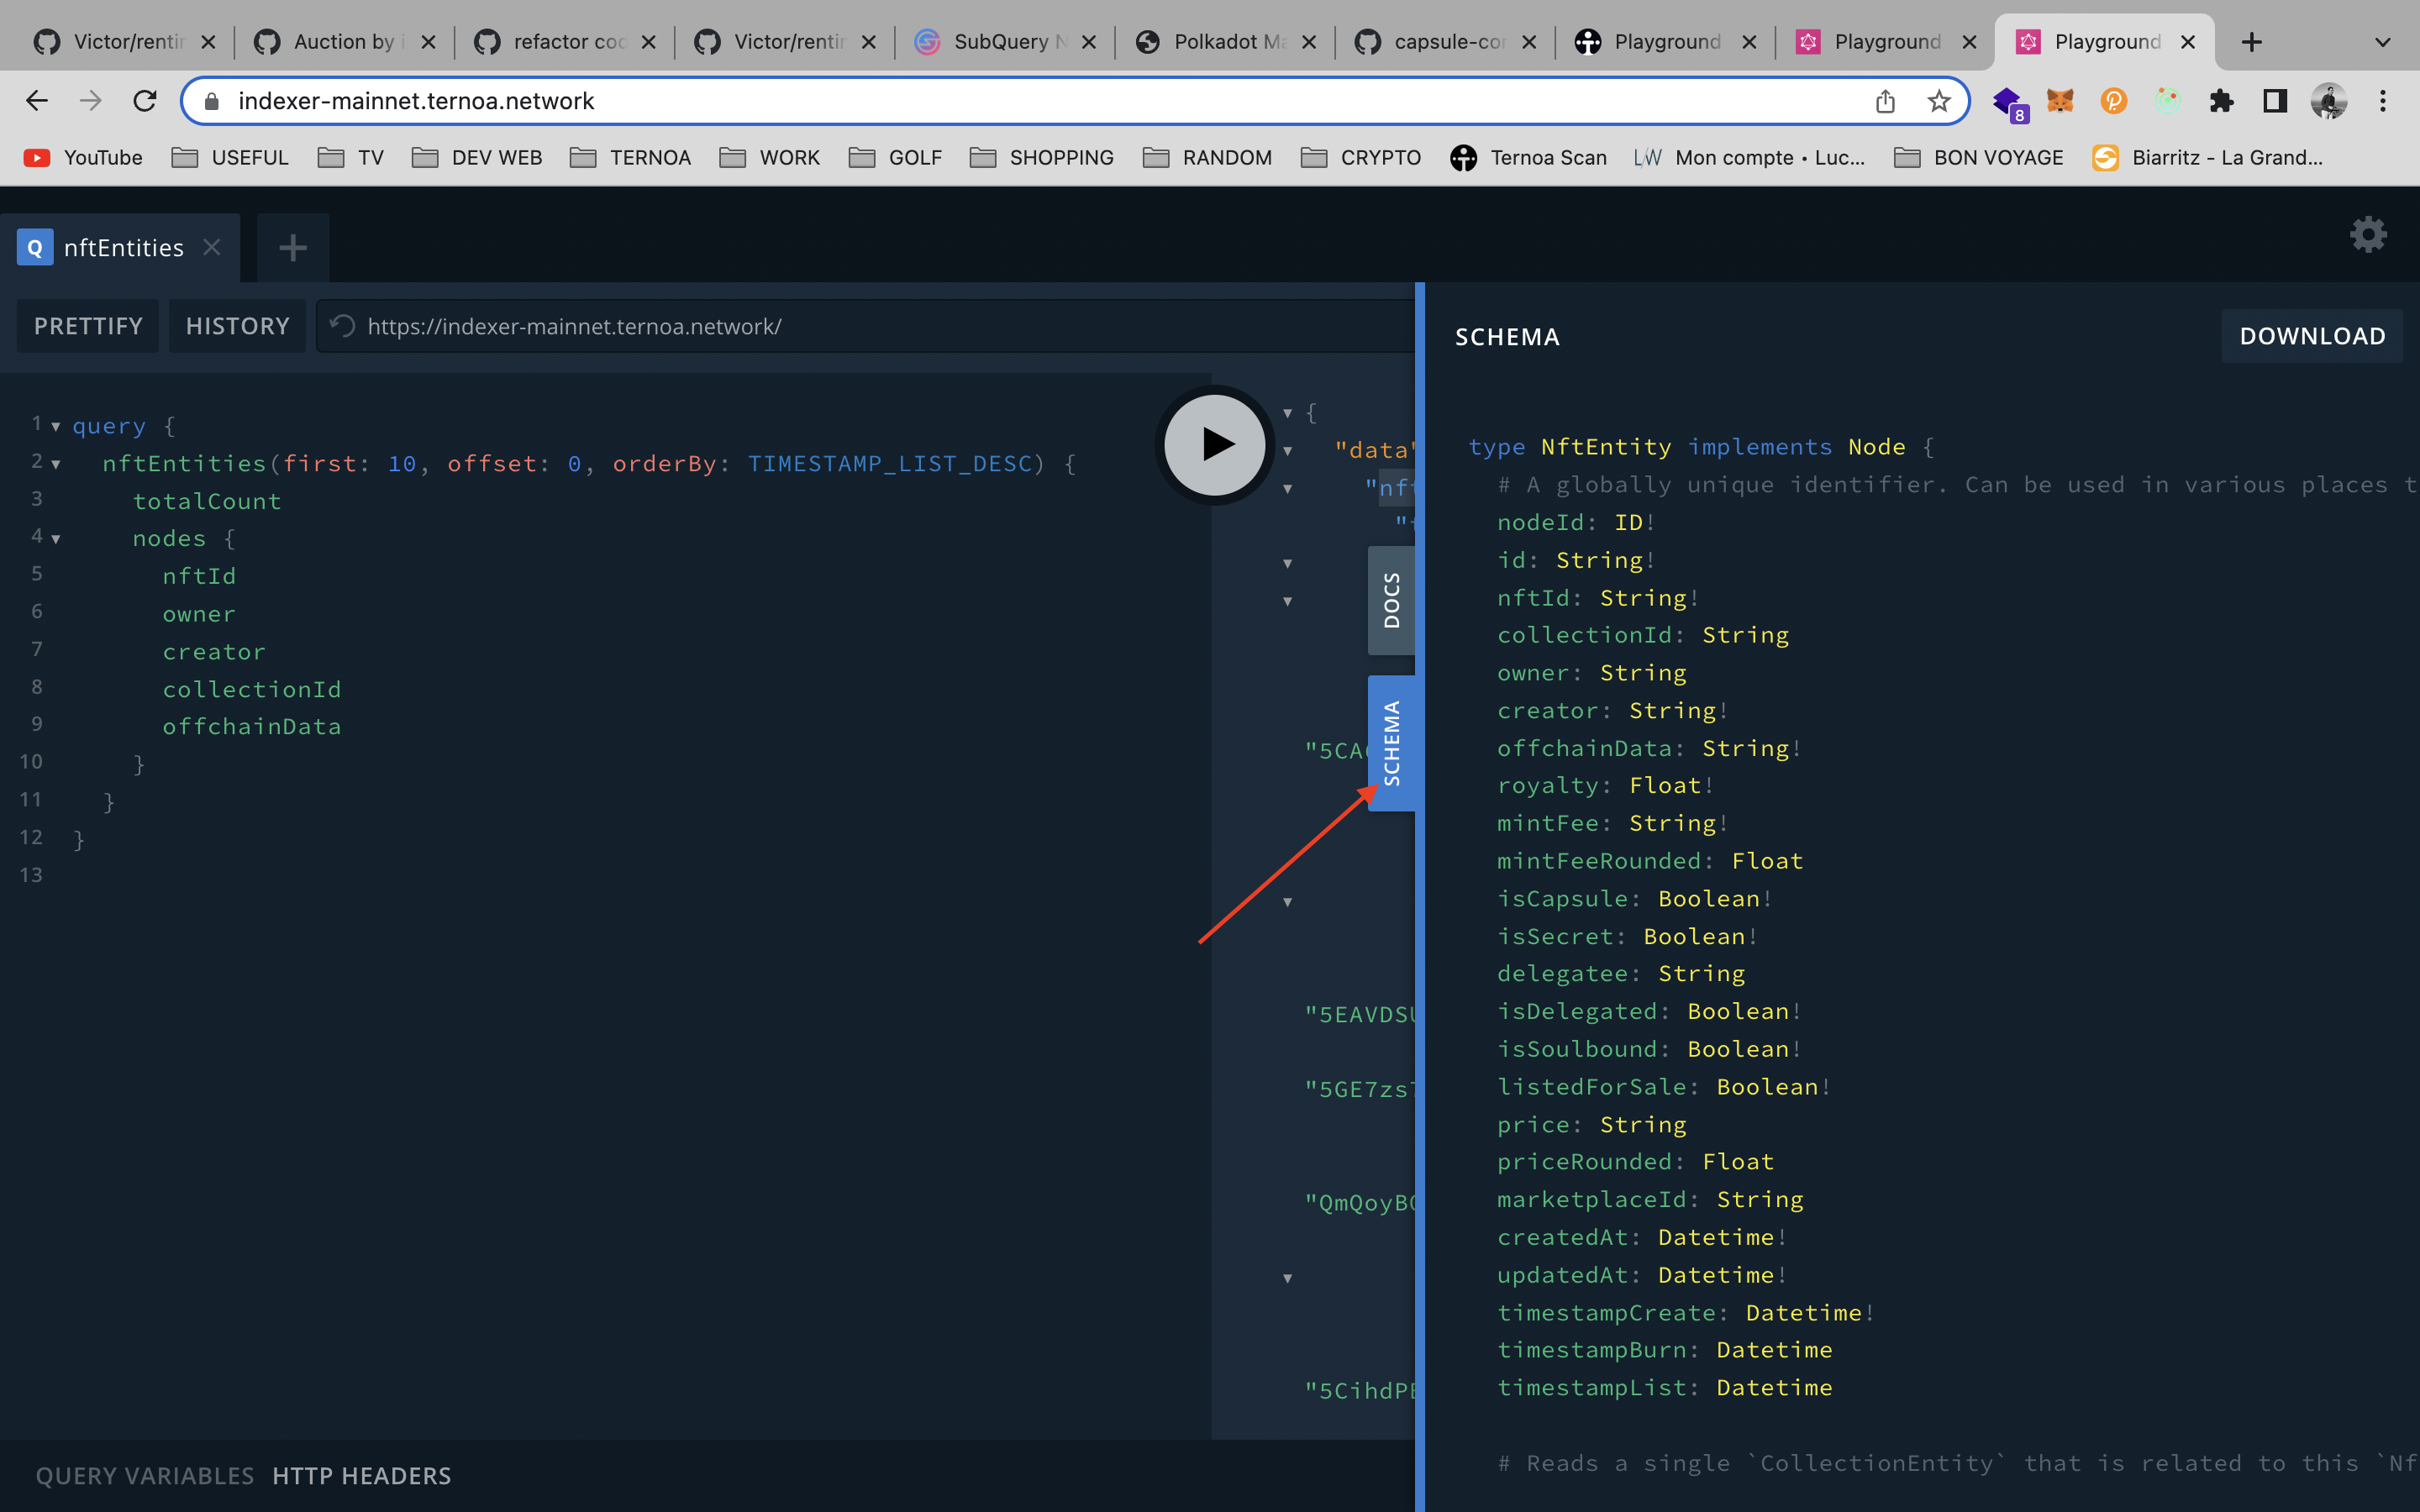 Victor/rentin
Auction by i
refactor cod
Victor/rentin
SubQuery N
Polkadot Ma
capsule-cor
Playground
Playground
Playground
indexer-mainnet.ternoa.network
8
YouTube
USEFUL
TV
DEV WEB
TERNOA
WORK
GOLF
SHOPPING
RANDOM
CRYPTO
Ternoa Scan
LW
Mon compte • Luc...
BON VOYAGE
Biarritz - La Grand...
Q nftEntities
PRETTIFY
HISTORY
https://indexer-mainnet.ternoa.network/
1 query {
2 nftEntities(first: 10, offset: 0, orderBy: TIMESTAMP_LIST_DESC) {
3 totalCount
4 nodes {
5 nftId
6 owner
7 creator
8 collectionId
9 offchainData
10 }
11 }
12 }
13
{
"data"
"nft
"t
"5CA
"5EAVDSU
"5GE7zs
"QmQoyB
"5CihdP
DOCS
SCHEMA
SCHEMA
DOWNLOAD
type NftEntity implements Node {
# A globally unique identifier. Can be used in various places t
nodeId: ID!
id: String!
nftId: String!
collectionId: String
owner: String
creator: String!
offchainData: String!
royalty: Float!
mintFee: String!
mintFeeRounded: Float
isCapsule: Boolean!
isSecret: Boolean!
delegatee: String
isDelegated: Boolean!
isSoulbound: Boolean!
listedForSale: Boolean!
price: String
priceRounded: Float
marketplaceId: String
createdAt: Datetime!
updatedAt: Datetime!
timestampCreate: Datetime!
timestampBurn: Datetime
timestampList: Datetime
# Reads a single `CollectionEntity` that is related to this `Nf
QUERY VARIABLES
HTTP HEADERS